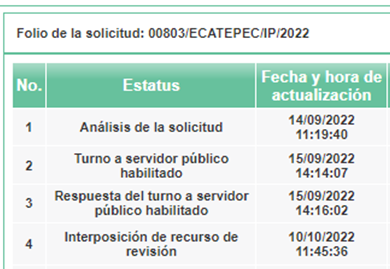 Folio de la solicitud: 00803/ECATEPEC/IP/2022
No. Estatus Fecha y hora de
actualización
1 Análisis de la solicitud 14/09/2022
11:19:40
2 Turno a servidor público
habilitado 15/09/2022
14:14:07
3 Respuesta del turno a servidor
público habilitado 15/09/2022
14:16:02
4 Interposición de recurso de
revisión 10/10/2022
11:45:36